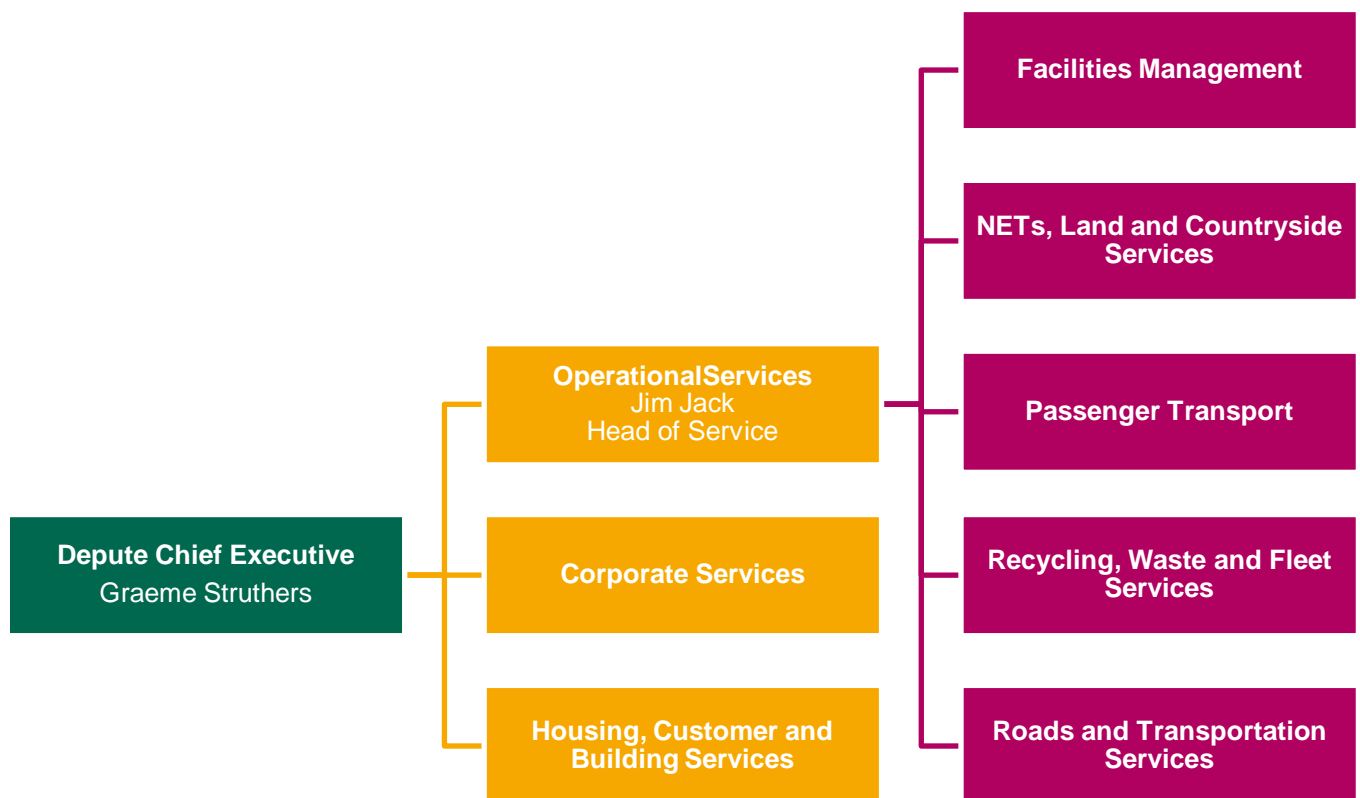 Depute Chief Executive
Graeme Struthers
OperationalServices
Jim Jack
Head of Service
Corporate Services
Housing, Customer and
Building Services
Facilities Management
NETs, Land and Countryside
Services
Passenger Transport
Recycling, Waste and Fleet
Services
Roads and Transportation
Services